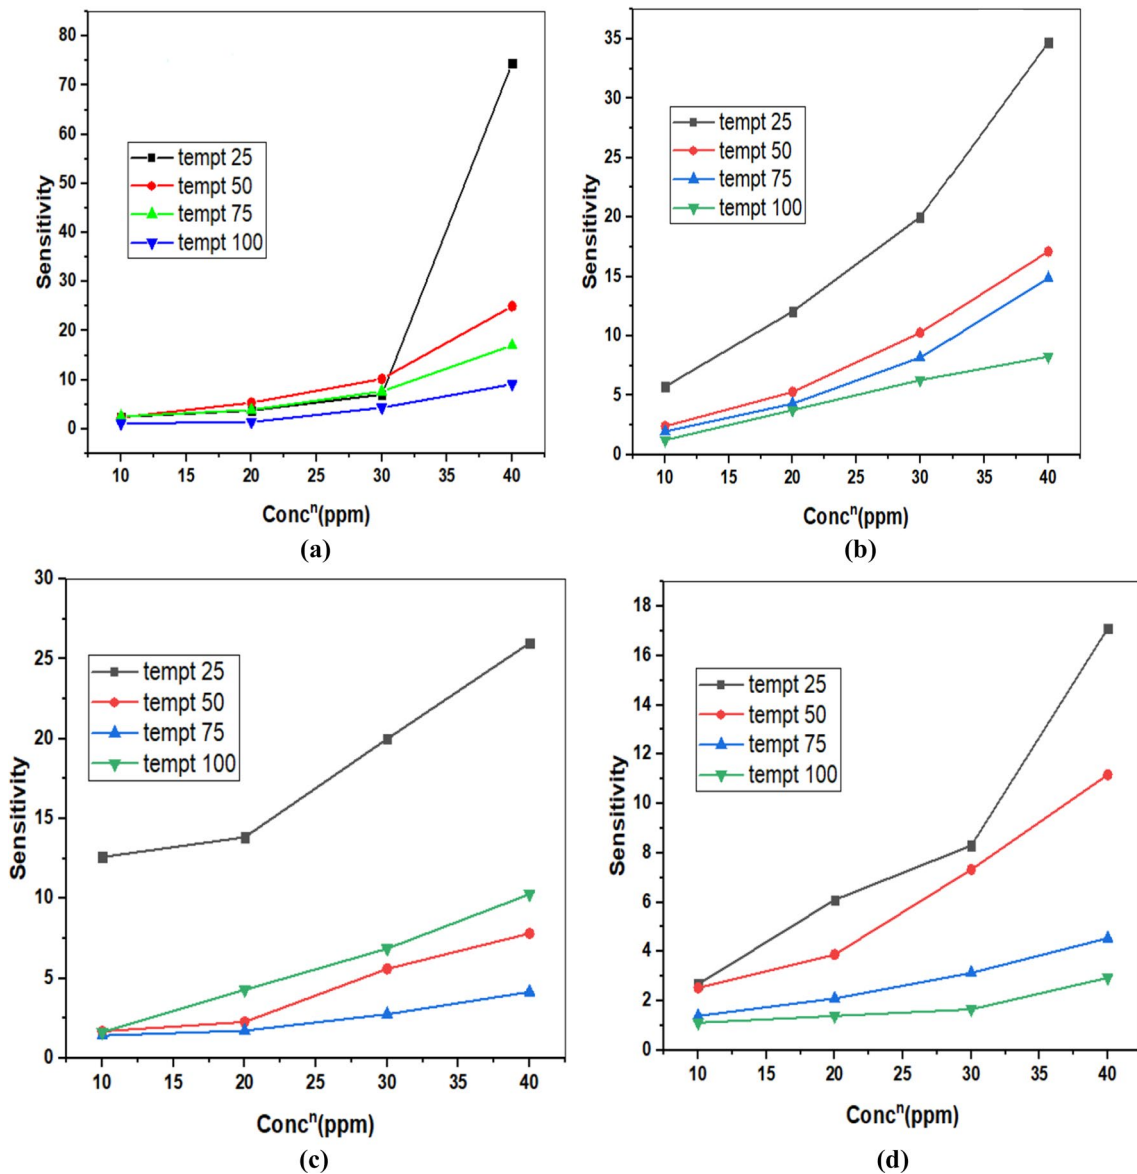 80
70
60
50
40
30
20
10
0
Sensitivity
tempt 25
tempt 50
tempt 75
tempt 100
10 15 20 25 30 35 40
Concⁿ(ppm)
(a)
35
30
25
20
15
10
5
0
Sensitivity
tempt 25
tempt 50
tempt 75
tempt 100
10 15 20 25 30 35 40
Concⁿ(ppm)
(b)
30
25
20
15
10
5
0
Sensitivity
tempt 25
tempt 50
tempt 75
tempt 100
10 15 20 25 30 35 40
Concⁿ(ppm)
(c)
18
16
14
12
10
8
6
4
2
0
Sensitivity
tempt 25
tempt 50
tempt 75
tempt 100
10 15 20 25 30 35 40
Concⁿ(ppm)
(d)